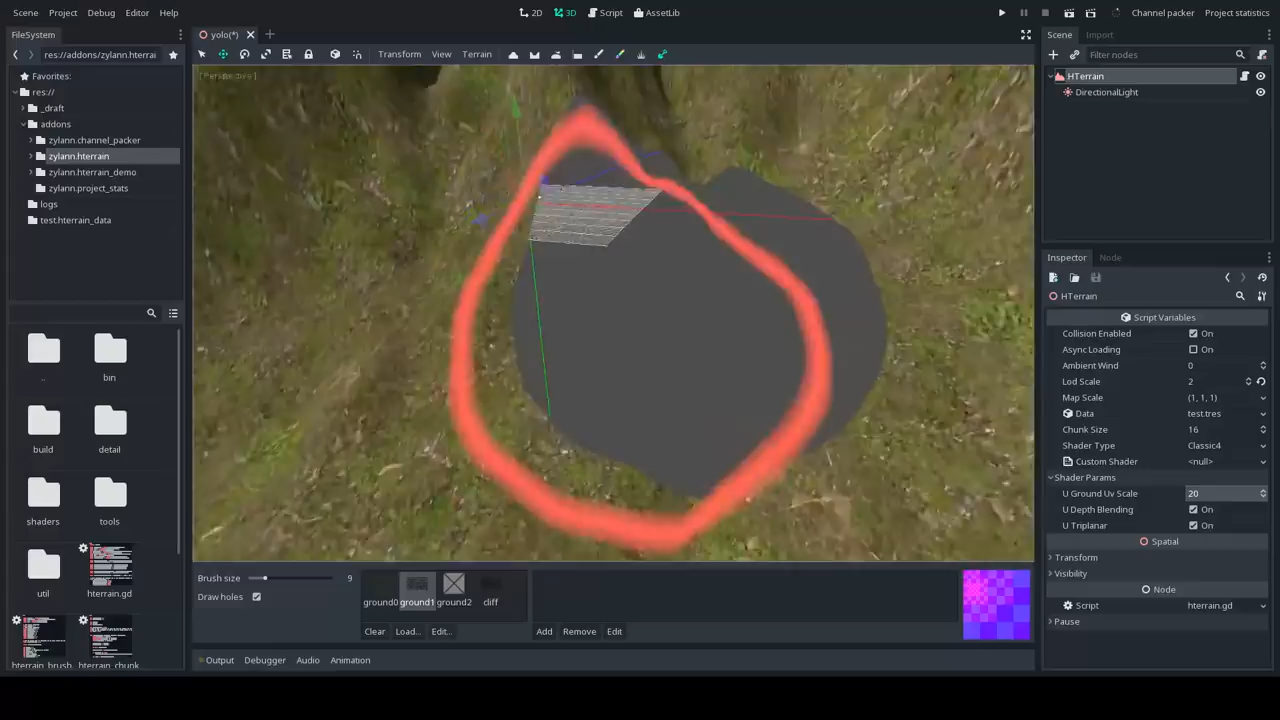 Scene Project Debug Editor Help
2D 3D Script AssetLib
Channel packer Project statistics
FileSystem
yolo(*)
Scene Import
res://addons/zylann.hterrai
Transform View Terrain
Filter nodes
Favorites:
res://
_draft
addons
zylann.channel_packer
zylann.hterrain
zylann.hterrain_demo
zylann.project_stats
logs
test.hterrain_data
[ Perspective ]
HTerrain
DirectionalLight
..
bin
build
detail
shaders
tools
util
hterrain.gd
hterrain_brush.
hterrain_chunk
Inspector Node
HTerrain
Script Variables
Collision Enabled On
Async Loading On
Ambient Wind 0
Lod Scale 2
Map Scale (1, 1, 1)
Data test.tres
Chunk Size 16
Shader Type Classic4
Custom Shader <null>
Shader Params
U Ground Uv Scale 20
U Depth Blending On
U Triplanar On
Spatial
Transform
Visibility
Node
Script hterrain.gd
Pause
Brush size 9
Draw holes
ground0 ground1 ground2 cliff
Clear Load... Edit...
Add Remove Edit
Output Debugger Audio Animation